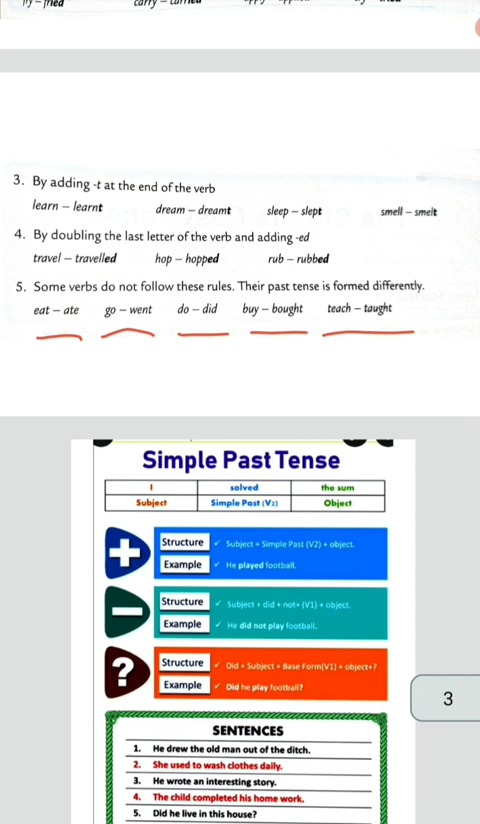 fry – fried
3. By adding -t at the end of the verb
learn – learnt dream – dreamt sleep – slept smell – smelt
4. By doubling the last letter of the verb and adding -ed
travel – travelled hop – hopped rub – rubbed
5. Some verbs do not follow these rules. Their past tense is formed differently.
eat – ate go – went do – did buy – bought teach – taught
Simple Past Tense
I solved the sum
Subject Simple Past (V2) Object
+ Structure ✓ Subject + Simple Past (V2) + object.
Example ✓ He played football.
– Structure ✓ Subject + did + not+ (V1) + object.
Example ✓ He did not play football.
? Structure ✓ Did + Subject + Base Form(V1) + object+?
Example ✓ Did he play football?
3
SENTENCES
1. He drew the old man out of the ditch.
2. She used to wash clothes daily.
3. He wrote an interesting story.
4. The child completed his home work.
5. Did he live in this house?